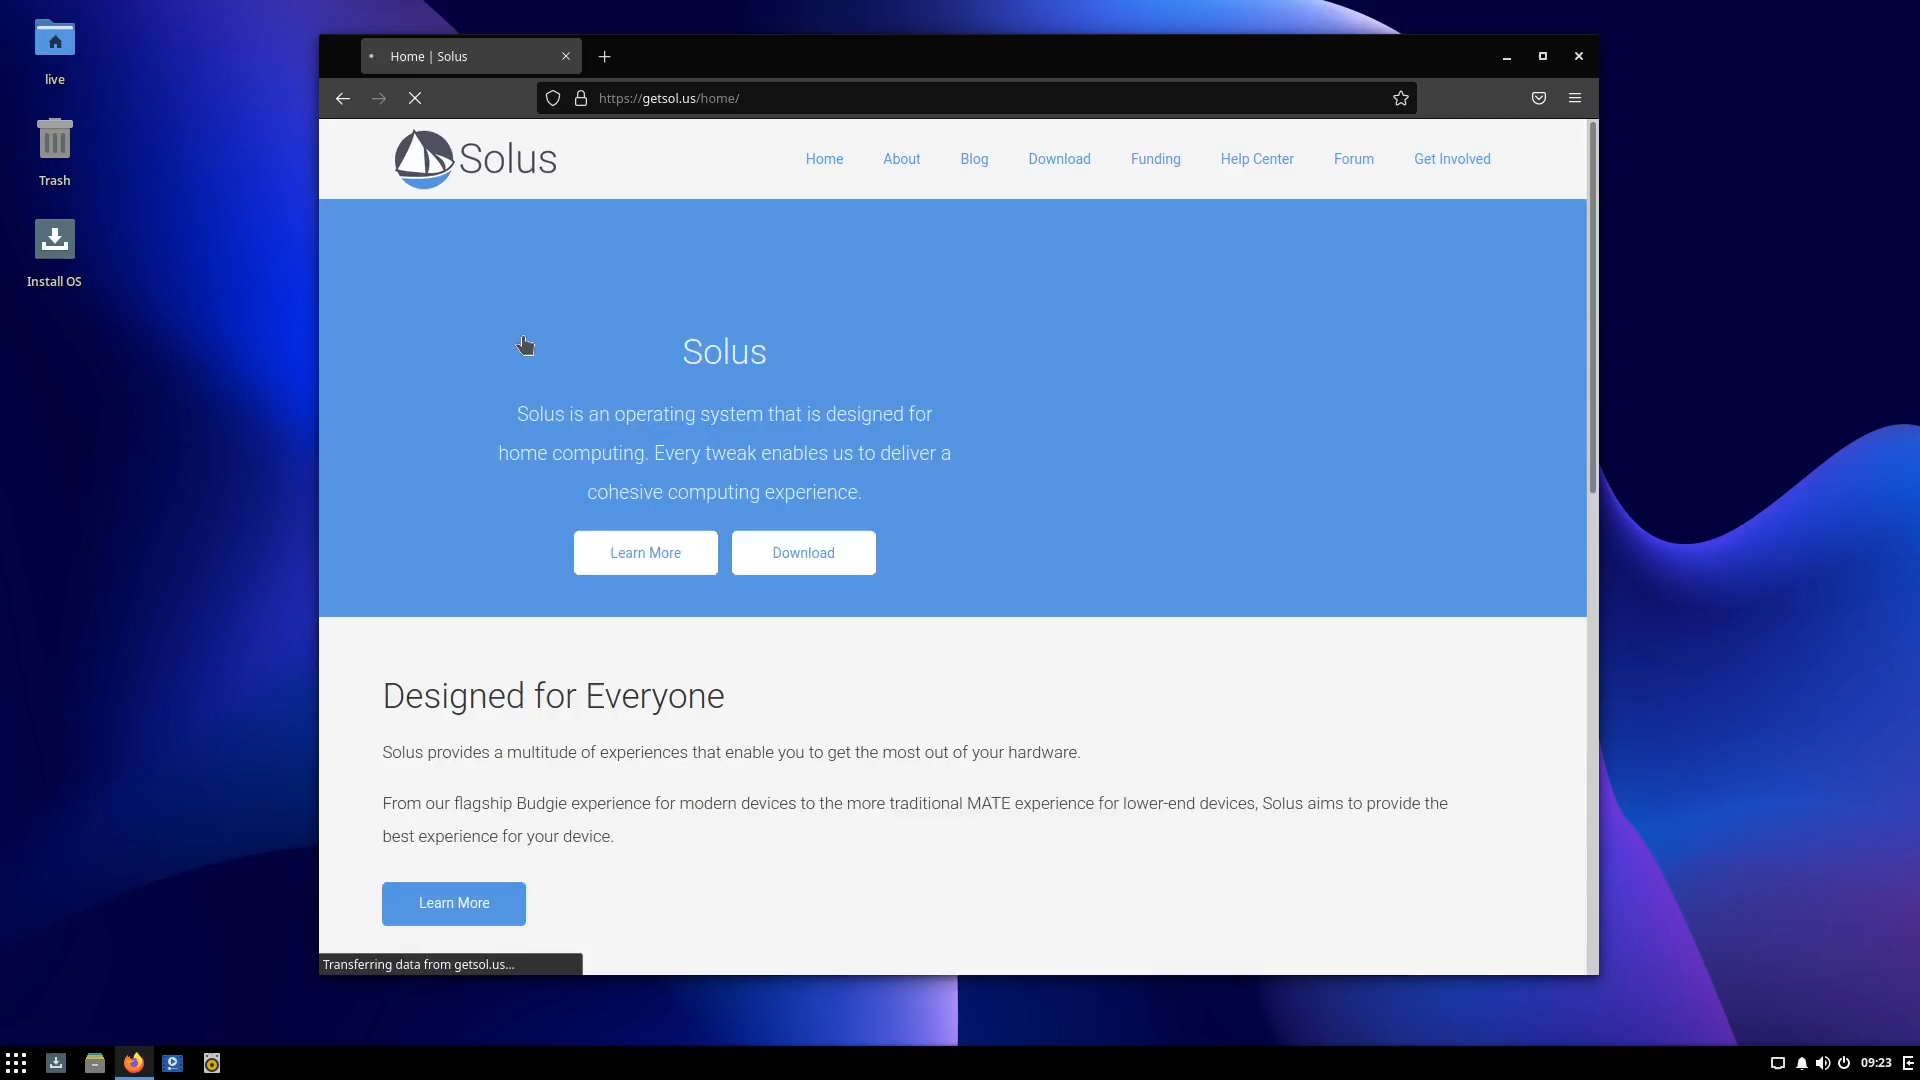 live
Trash
Install OS
Home | Solus
https://getsol.us/home/
Solus
Home About Blog Download Funding Help Center Forum Get Involved
Solus
Solus is an operating system that is designed for
home computing. Every tweak enables us to deliver a
cohesive computing experience.
Learn More Download
Designed for Everyone
Solus provides a multitude of experiences that enable you to get the most out of your hardware.
From our flagship Budgie experience for modern devices to the more traditional MATE experience for lower-end devices, Solus aims to provide the
best experience for your device.
Learn More
Transferring data from getsol.us...
09:23